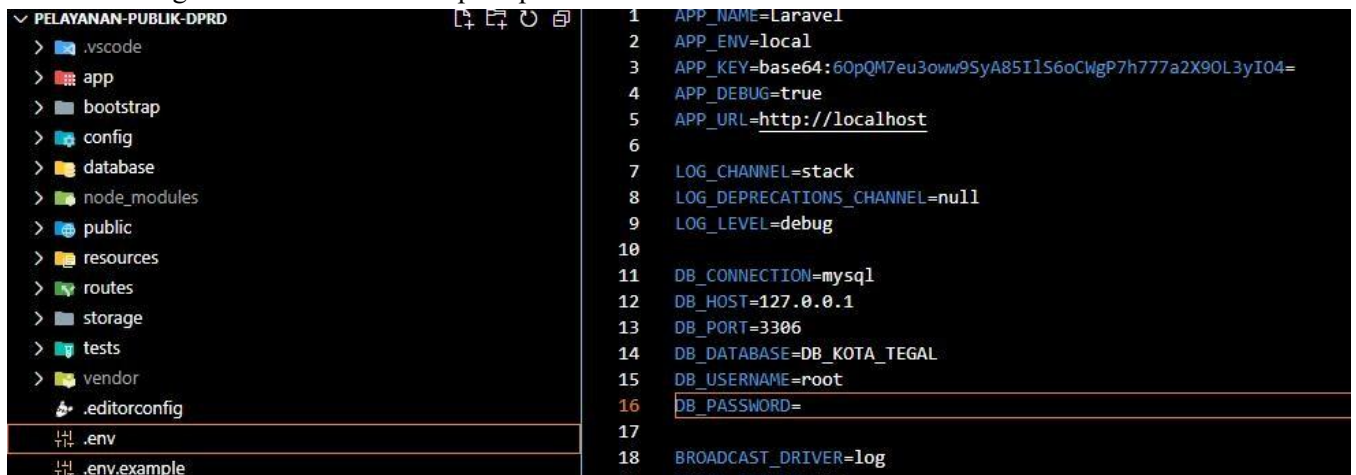 PELAYANAN-PUBLIK-DPRD
.vscode
app
bootstrap
config
database
node_modules
public
resources
routes
storage
tests
vendor
.editorconfig
.env
.env.example
1 APP_NAME=Laravel
2 APP_ENV=local
3 APP_KEY=base64:6OpQM7eu3oww9SyA85IlS6oCWgP7h777a2X9OL3yIO4=
4 APP_DEBUG=true
5 APP_URL=http://localhost
6
7 LOG_CHANNEL=stack
8 LOG_DEPRECATIONS_CHANNEL=null
9 LOG_LEVEL=debug
10
11 DB_CONNECTION=mysql
12 DB_HOST=127.0.0.1
13 DB_PORT=3306
14 DB_DATABASE=DB_KOTA_TEGAL
15 DB_USERNAME=root
16 DB_PASSWORD=
17
18 BROADCAST_DRIVER=log